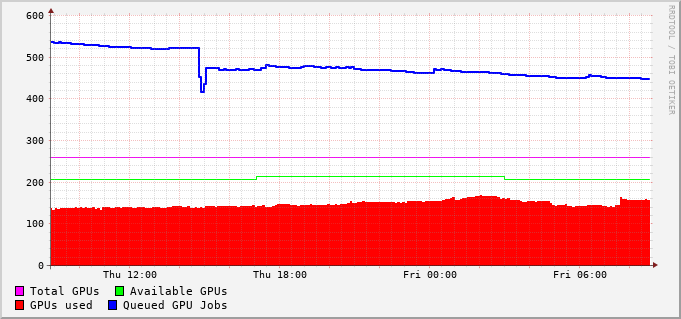 600
500
400
300
200
100
0
Thu 12:00 Thu 18:00 Fri 00:00 Fri 06:00
Total GPUs Available GPUs
GPUs used Queued GPU Jobs
RRDTOOL / TOBI OETIKER